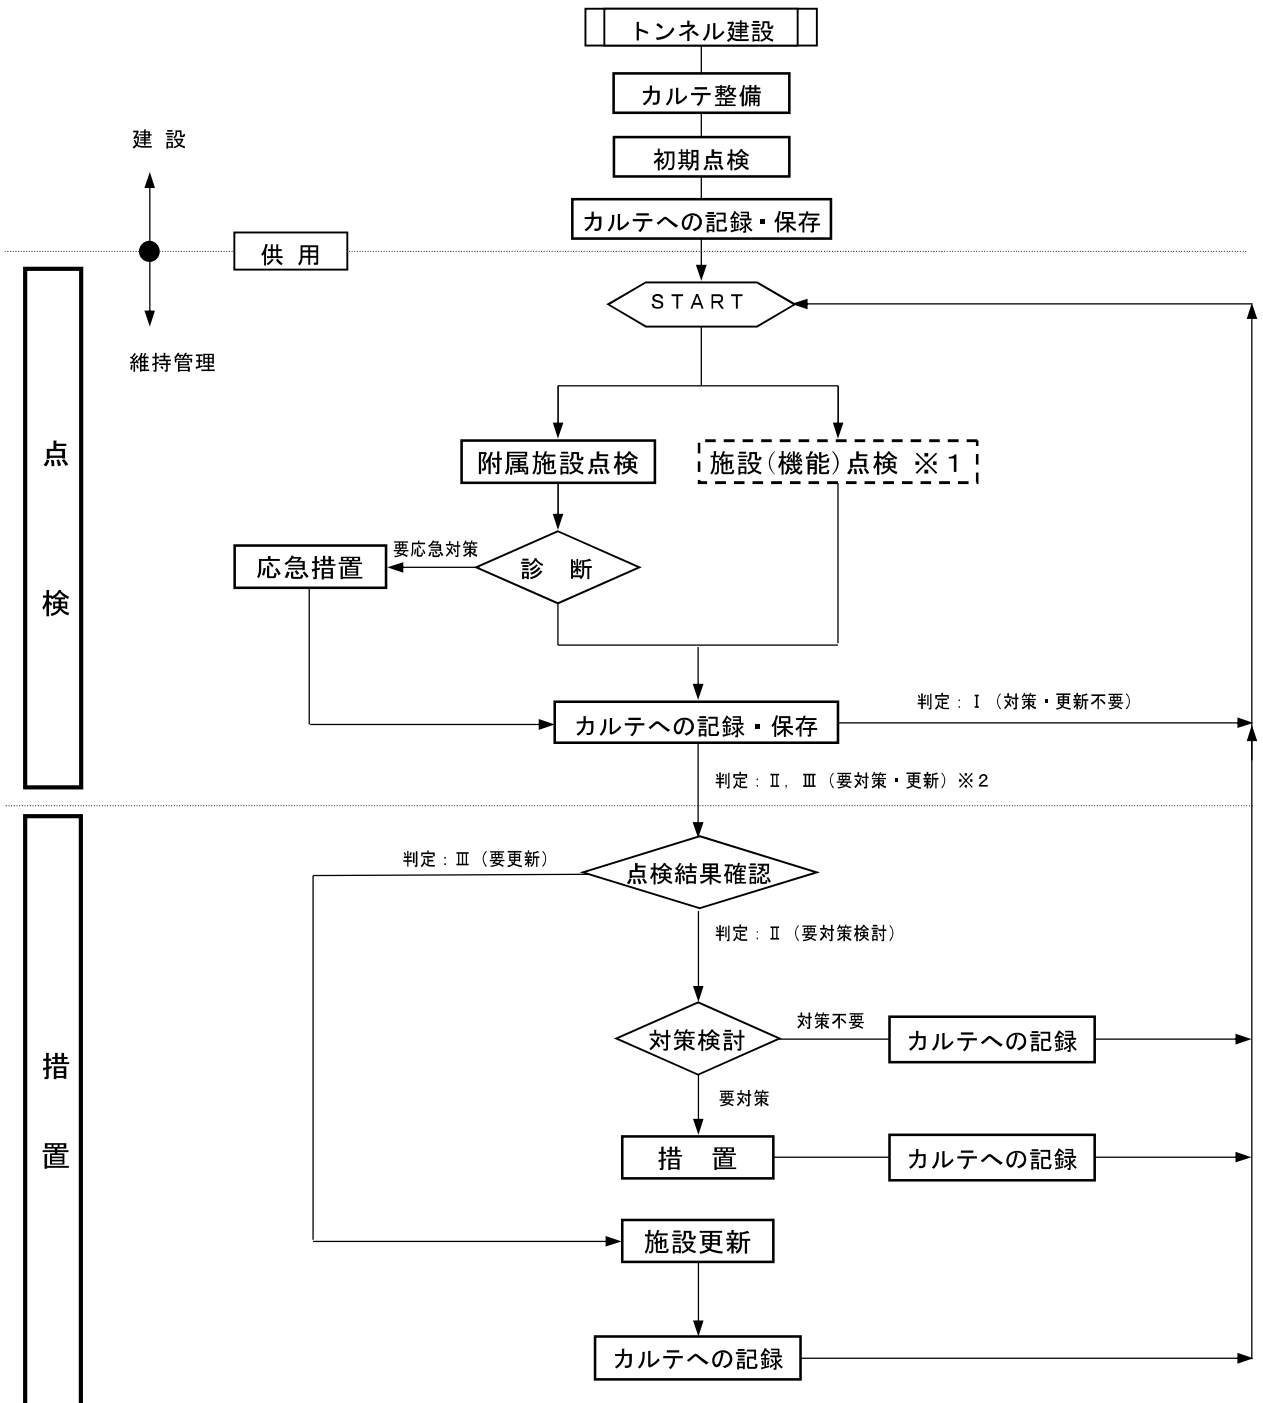 トンネル建設
カルテ整備
建 設
初期点検
カルテへの記録・保存
供 用
START
維持管理
点
検
附属施設点検
施設(機能)点検 ※1
要応急対策
応急措置
診 断
判定：Ⅰ（対策・更新不要）
カルテへの記録・保存
判定：Ⅱ，Ⅲ（要対策・更新）※2
判定：Ⅲ（要更新）
点検結果確認
判定：Ⅱ（要対策検討）
措
置
対策不要
対策検討
カルテへの記録
要対策
措 置
カルテへの記録
施設更新
カルテへの記録